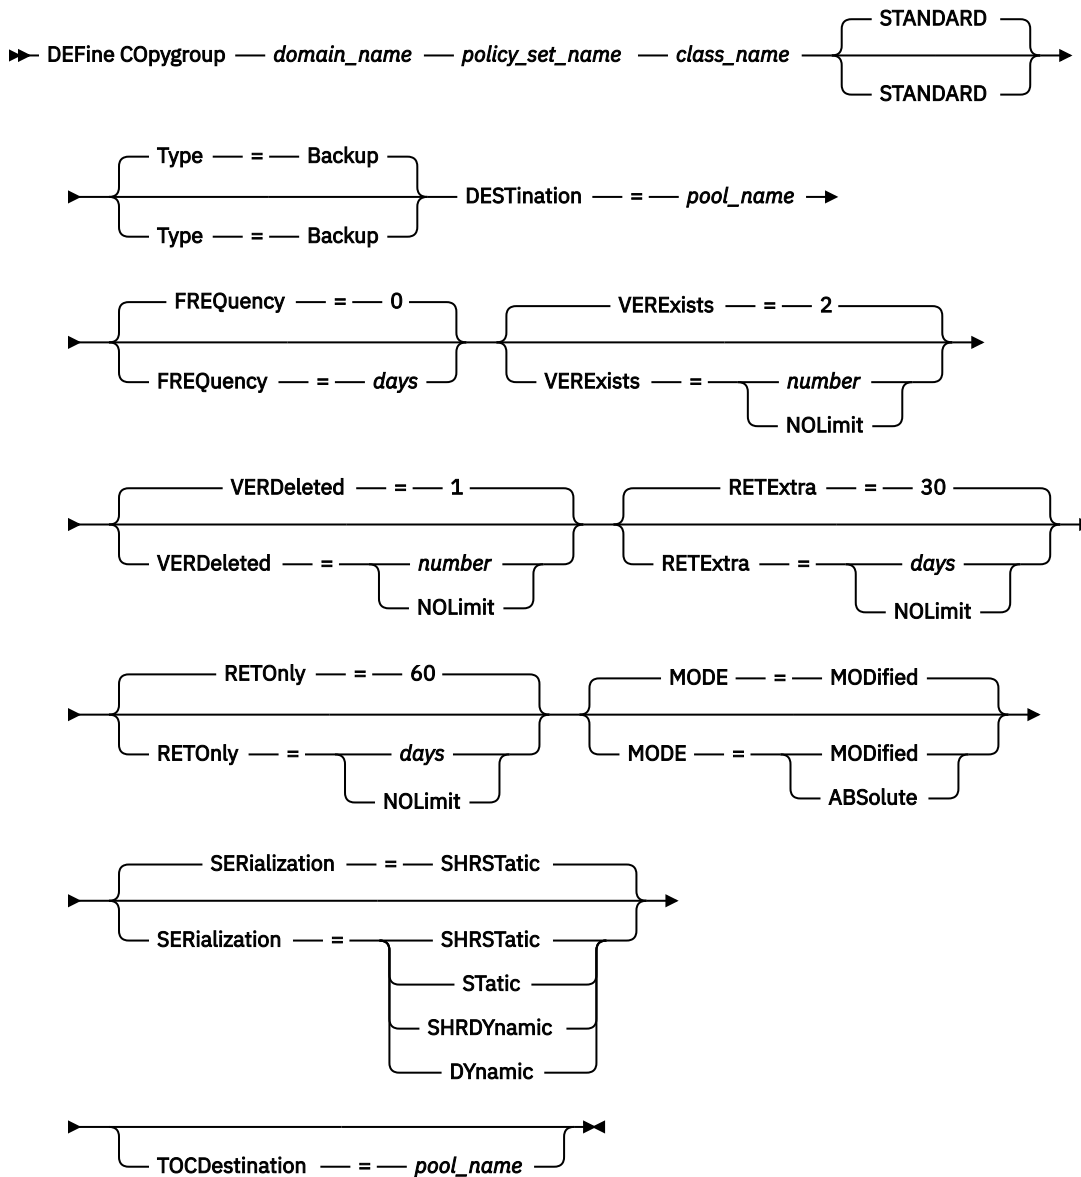 STANDARD
DEFine COpygroup domain_name policy_set_name class_name
STANDARD
Type = Backup
DESTination = pool_name
Type = Backup
FREQuency = 0 VERExists = 2
FREQuency = days VERExists = number
NOLimit
VERDeleted = 1 RETExtra = 30
VERDeleted = number RETExtra = days
NOLimit NOLimit
RETOnly = 60 MODE = MODified
RETOnly = days MODE = MODified
NOLimit ABSolute
SERialization = SHRSTatic
SERialization = SHRSTatic
STatic
SHRDYnamic
DYnamic
TOCDestination = pool_name